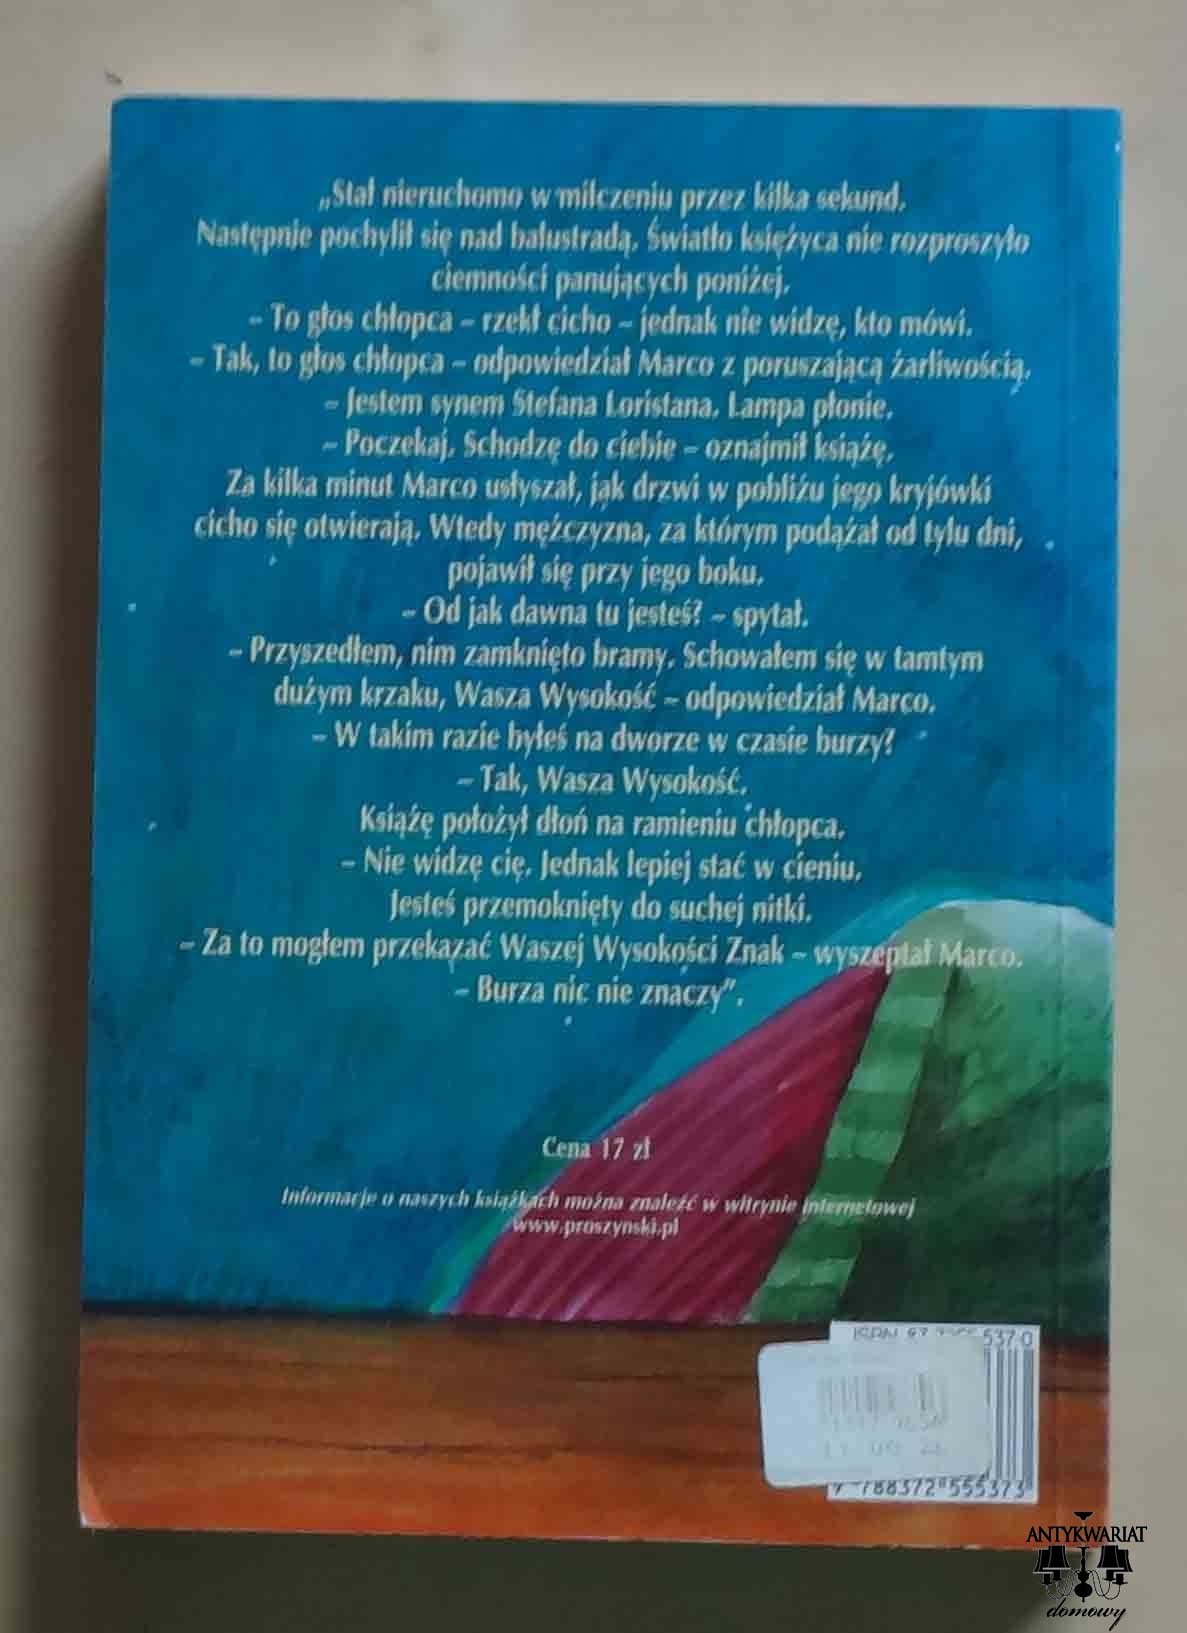 „Stał nieruchomo w milczeniu przez kilka sekund.
Następnie pochylił się nad balustradą. Światło księżyca nie rozproszyło
ciemności panujących poniżej.
– To głos chłopca – rzekł cicho – jednak nie widzę, kto mówi.
– Tak, to głos chłopca – odpowiedział Marco z poruszającą żarliwością.
– Jestem synem Stefana Loristana. Lampa płonie.
– Poczekaj. Schodzę do ciebie – oznajmił książę.
Za kilka minut Marco usłyszał, jak drzwi w pobliżu jego kryjówki
cicho się otwierają. Wtedy mężczyzna, za którym podążał od tylu dni,
pojawił się przy jego boku.
– Od jak dawna tu jesteś? – spytał.
– Przyszedłem, nim zamknięto bramy. Schowałem się w tamtym
dużym krzaku, Wasza Wysokość – odpowiedział Marco.
– W takim razie byłeś na dworze w czasie burzy?
– Tak, Wasza Wysokość.
Książę położył dłoń na ramieniu chłopca.
– Nie widzę cię. Jednak lepiej stać w cieniu.
Jesteś przemoknięty do suchej nitki.
– Za to mogłem przekazać Waszej Wysokości Znak – wyszeptał Marco.
– Burza nic nie znaczy”.
Cena 17 zł
Informacje o naszych książkach można znaleźć w witrynie internetowej
www.proszynski.pl
ISBN 537-0
9 788372 555373
ANTYKWARIAT
domowy